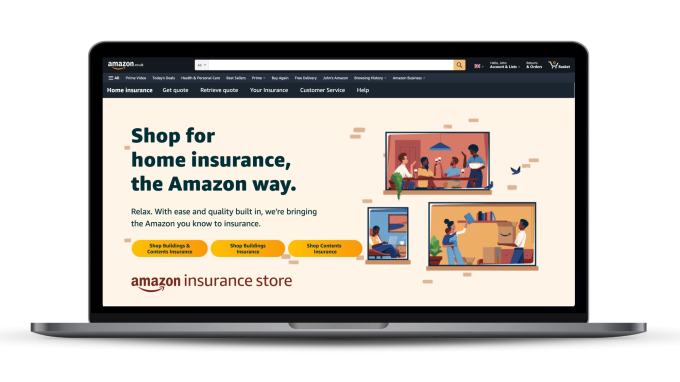 amazon.co.uk
All
Hello, John
Account & Lists
Returns
& Orders
Basket
All Prime Video Today's Deals Health & Personal Care Best Sellers Prime Buy Again Free Delivery John's Amazon Browsing History Amazon Business
Home insurance Get quote Retrieve quote Your Insurance Customer Service Help
Shop for
home insurance,
the Amazon way.
Relax. With ease and quality built in, we're bringing
the Amazon you know to insurance.
Shop Buildings &
Contents Insurance
Shop Buildings
Insurance
Shop Contents
Insurance
amazon insurance store